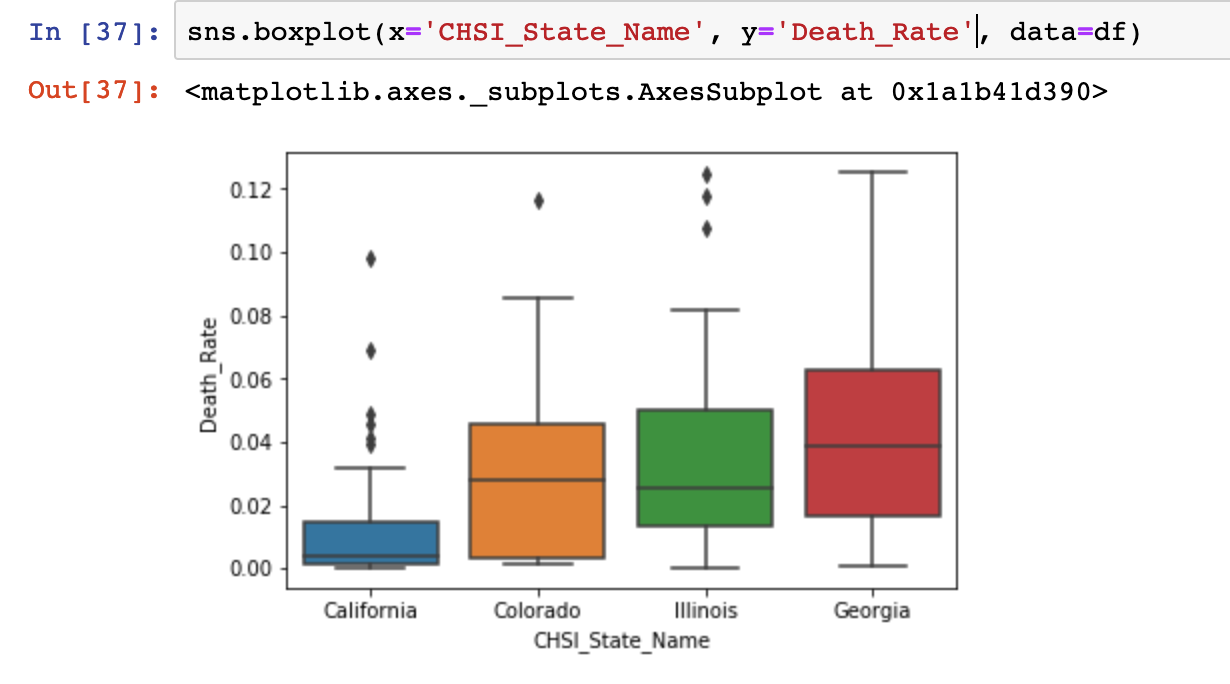 In [37]: sns.boxplot(x='CHSI_State_Name', y='Death_Rate', data=df)
Out[37]: <matplotlib.axes._subplots.AxesSubplot at 0x1a1b41d390>
0.12
0.10
0.08
0.06
0.04
0.02
0.00
Death_Rate
California Colorado Illinois Georgia
CHSI_State_Name